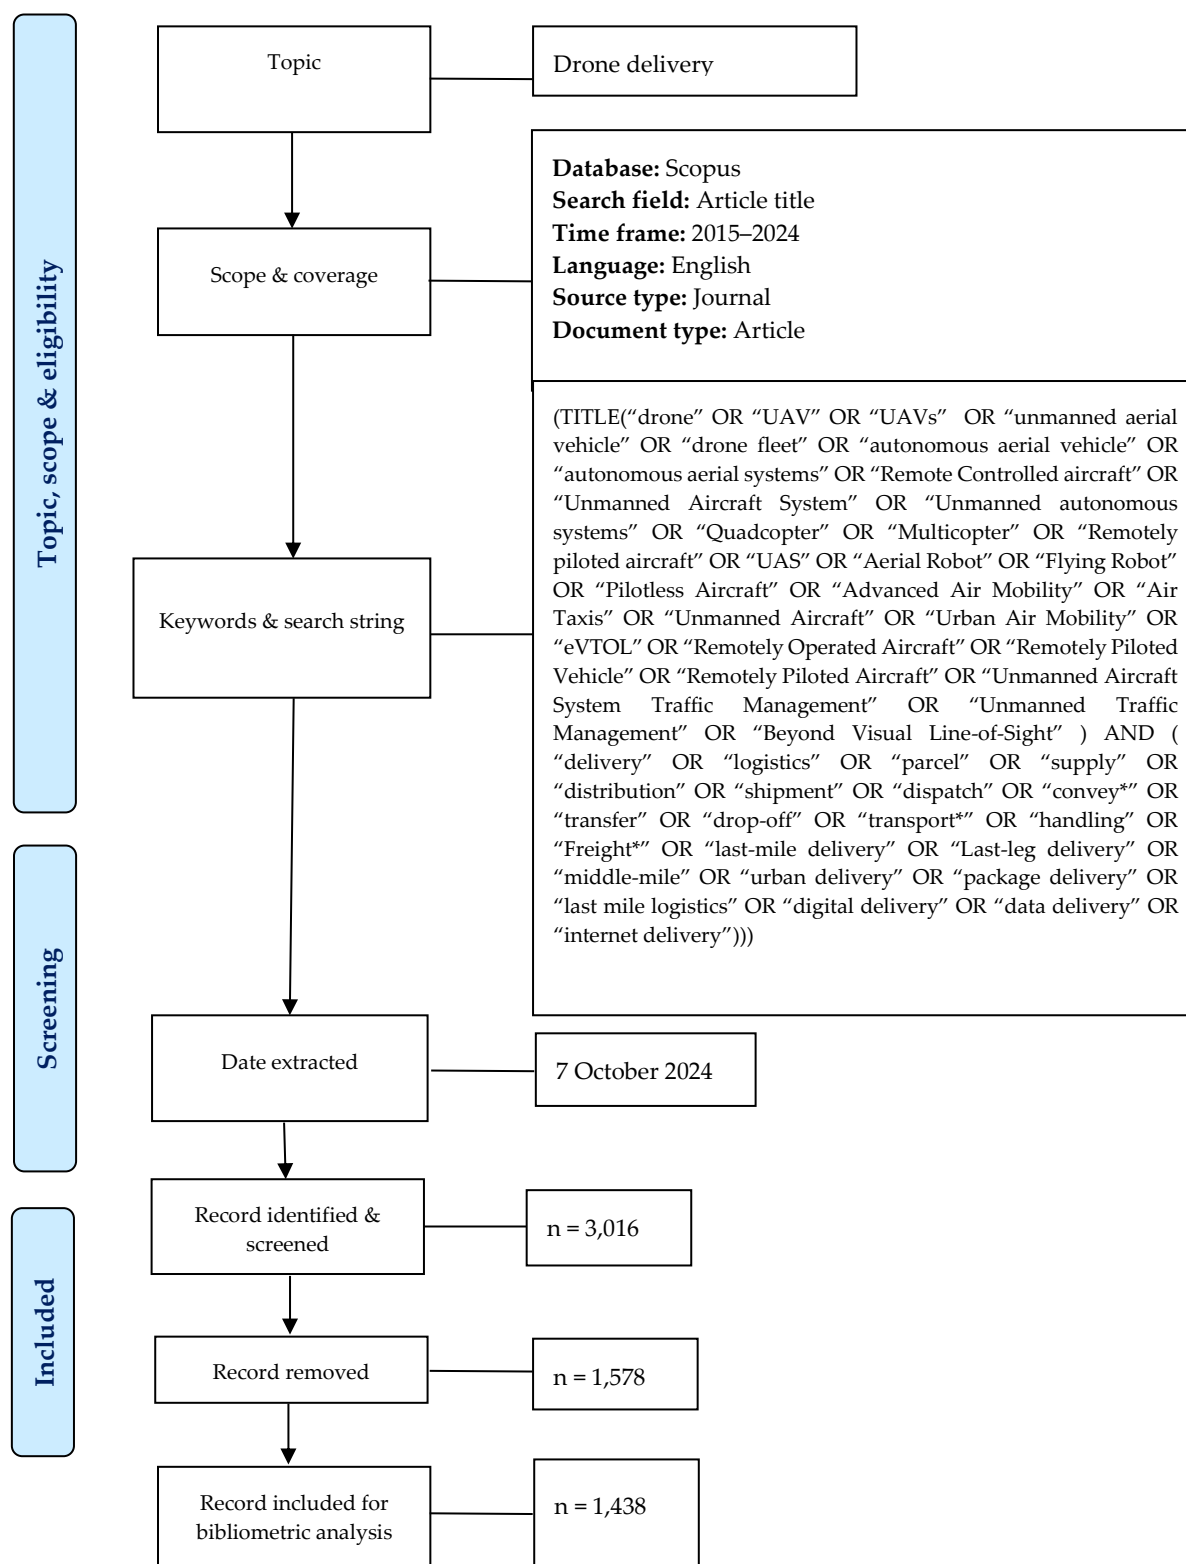 Topic, scope & eligibility
Topic
Drone delivery
Scope & coverage
Database: Scopus
Search field: Article title
Time frame: 2015–2024
Language: English
Source type: Journal
Document type: Article
Keywords & search string
(TITLE(“drone” OR “UAV” OR “UAVs” OR “unmanned aerial
vehicle” OR “drone fleet” OR “autonomous aerial vehicle” OR
“autonomous aerial systems” OR “Remote Controlled aircraft” OR
“Unmanned Aircraft System” OR “Unmanned autonomous
systems” OR “Quadcopter” OR “Multicopter” OR “Remotely
piloted aircraft” OR “UAS” OR “Aerial Robot” OR “Flying Robot”
OR “Pilotless Aircraft” OR “Advanced Air Mobility” OR “Air
Taxis” OR “Unmanned Aircraft” OR “Urban Air Mobility” OR
“eVTOL” OR “Remotely Operated Aircraft” OR “Remotely Piloted
Vehicle” OR “Remotely Piloted Aircraft” OR “Unmanned Aircraft
System Traffic Management” OR “Unmanned Traffic
Management” OR “Beyond Visual Line-of-Sight” ) AND (
“delivery” OR “logistics” OR “parcel” OR “supply” OR
“distribution” OR “shipment” OR “dispatch” OR “convey*” OR
“transfer” OR “drop-off” OR “transport*” OR “handling” OR
“Freight*” OR “last-mile delivery” OR “Last-leg delivery” OR
“middle-mile” OR “urban delivery” OR “package delivery” OR
“last mile logistics” OR “digital delivery” OR “data delivery” OR
“internet delivery”)))
Screening
Date extracted
7 October 2024
Record identified &
screened
n = 3,016
Included
Record removed
n = 1,578
Record included for
bibliometric analysis
n = 1,438